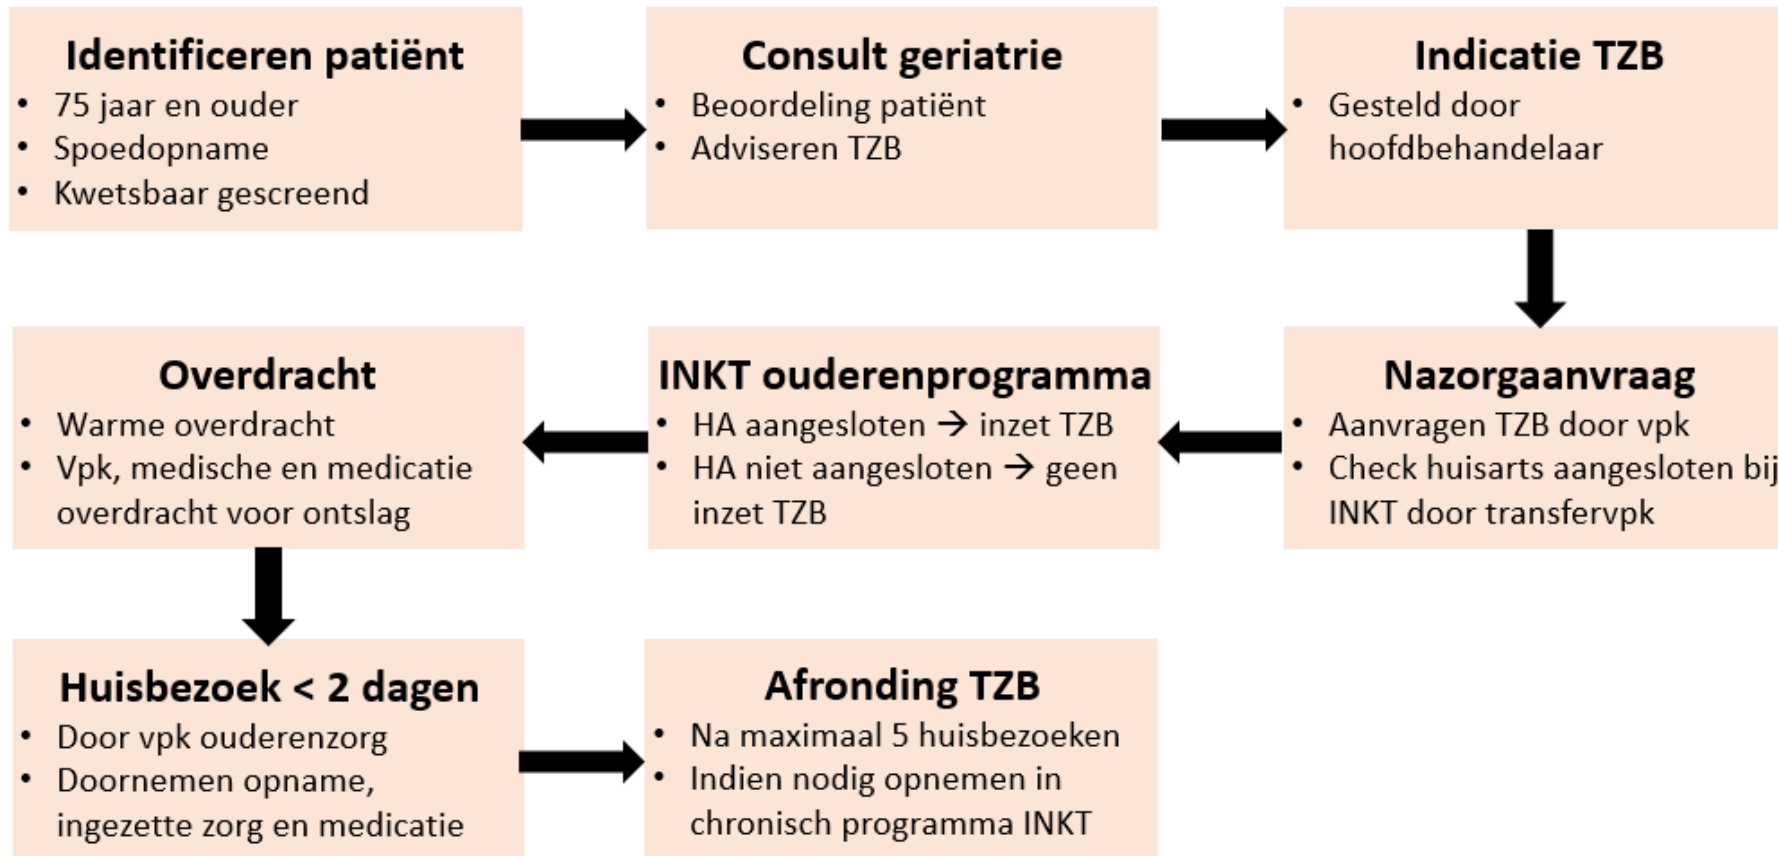 Identificeren patiënt
• 75 jaar en ouder
• Spoedopname
• Kwetsbaar gescreend
Consult geriatrie
• Beoordeling patiënt
• Adviseren TZB
Indicatie TZB
• Gesteld door
hoofdbehandelaar
Nazorgaanvraag
• Aanvragen TZB door vpk
• Check huisarts aangesloten bij
INKT door transfervpk
INKT ouderenprogramma
• HA aangesloten → inzet TZB
• HA niet aangesloten → geen
inzet TZB
Overdracht
• Warme overdracht
• Vpk, medische en medicatie
overdracht voor ontslag
Huisbezoek < 2 dagen
• Door vpk ouderenzorg
• Doornemen opname,
ingezette zorg en medicatie
Afronding TZB
• Na maximaal 5 huisbezoeken
• Indien nodig opnemen in
chronisch programma INKT